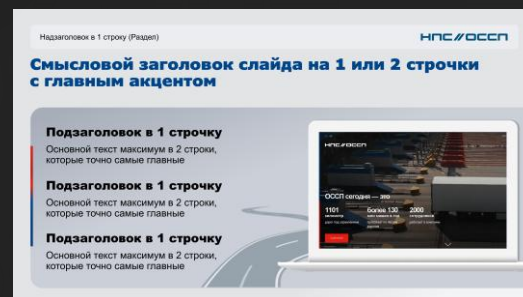 Надзаголовок в 1 строку (Раздел)
НПС//ОССП
Смысловой заголовок слайда на 1 или 2 строчки
с главным акцентом
Подзаголовок в 1 строчку
Основной текст максимум в 2 строки,
которые точно самые главные
Подзаголовок в 1 строчку
Основной текст максимум в 2 строки,
которые точно самые главные
Подзаголовок в 1 строчку
Основной текст максимум в 2 строки,
которые точно самые главные
НПС//ОССП
ОССП сегодня — это
1101
более 130
2000